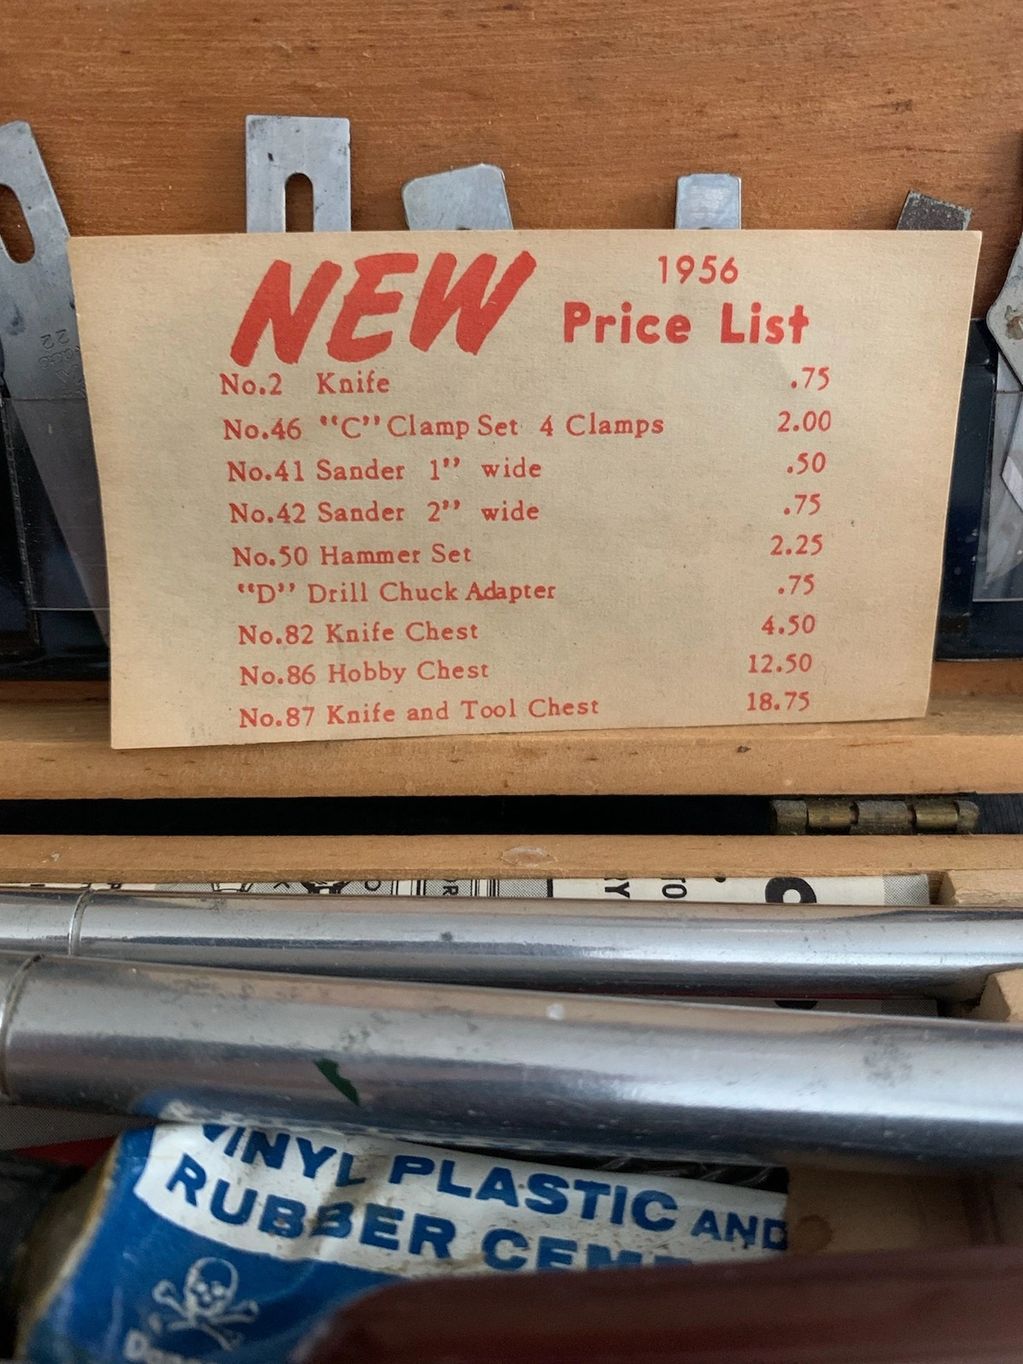 NEW 1956
Price List
No.2 Knife .75
No.46 "C" Clamp Set 4 Clamps 2.00
No.41 Sander 1" wide .50
No.42 Sander 2" wide .75
No.50 Hammer Set 2.25
"D" Drill Chuck Adapter .75
No.82 Knife Chest 4.50
No.86 Hobby Chest 12.50
No.87 Knife and Tool Chest 18.75
VINYL PLASTIC AND
RUBBER